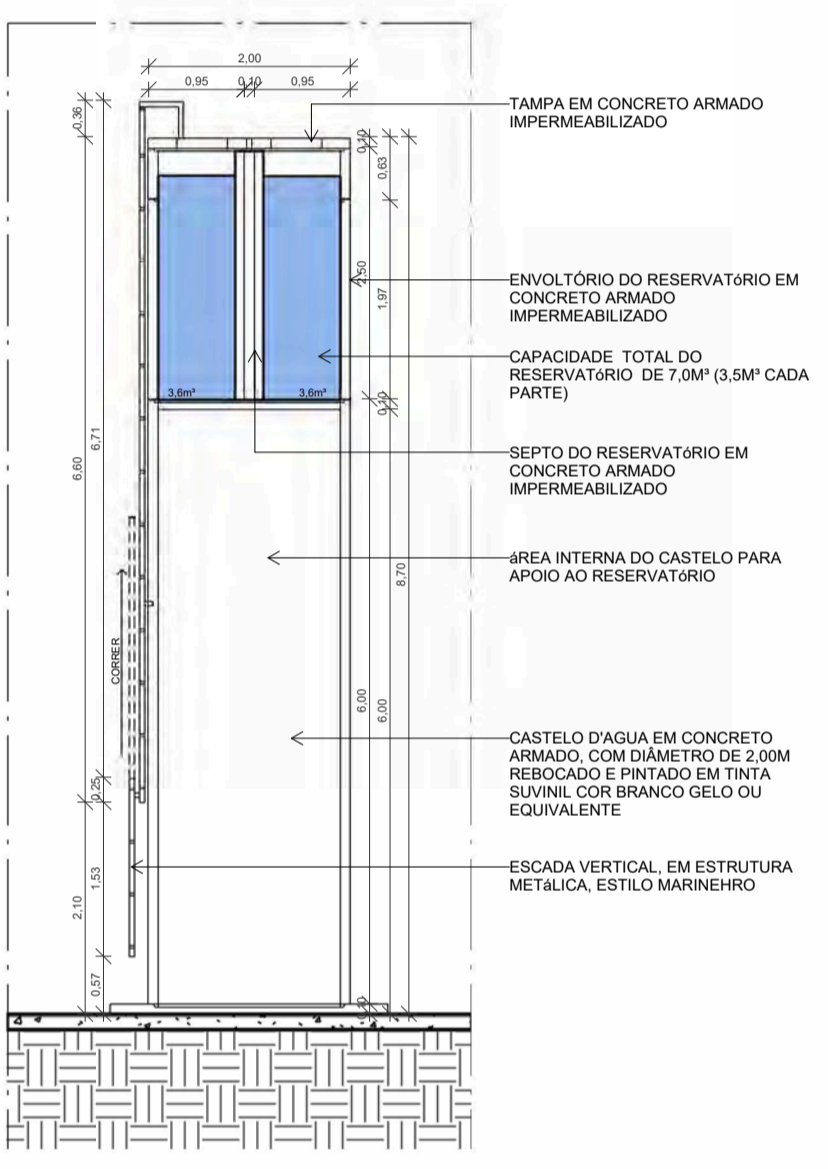 2,00
0,95
0,10
0,95
0,36
0,10
0,63
2,50
1,97
3,6m³
3,6m³
0,10
6,60
6,71
8,70
CORRER
6,00
6,00
0,25
2,10
1,53
0,57
0,10
TAMPA EM CONCRETO ARMADO
IMPERMEABILIZADO
ENVOLTÓRIO DO RESERVATóRIO EM
CONCRETO ARMADO
IMPERMEABILIZADO
CAPACIDADE TOTAL DO
RESERVATóRIO DE 7,0M³ (3,5M³ CADA
PARTE)
SEPTO DO RESERVATóRIO EM
CONCRETO ARMADO
IMPERMEABILIZADO
áREA INTERNA DO CASTELO PARA
APOIO AO RESERVATóRIO
CASTELO D'AGUA EM CONCRETO
ARMADO, COM DIÂMETRO DE 2,00M
REBOCADO E PINTADO EM TINTA
SUVINIL COR BRANCO GELO OU
EQUIVALENTE
ESCADA VERTICAL, EM ESTRUTURA
METáLICA, ESTILO MARINEHRO